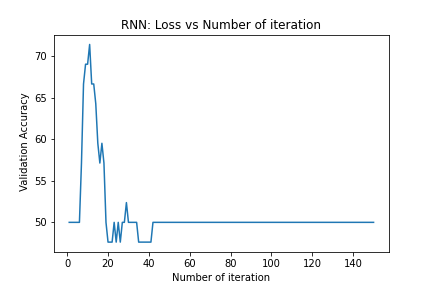 RNN: Loss vs Number of iteration
Validation Accuracy
70
65
60
55
50
0 20 40 60 80 100 120 140
Number of iteration